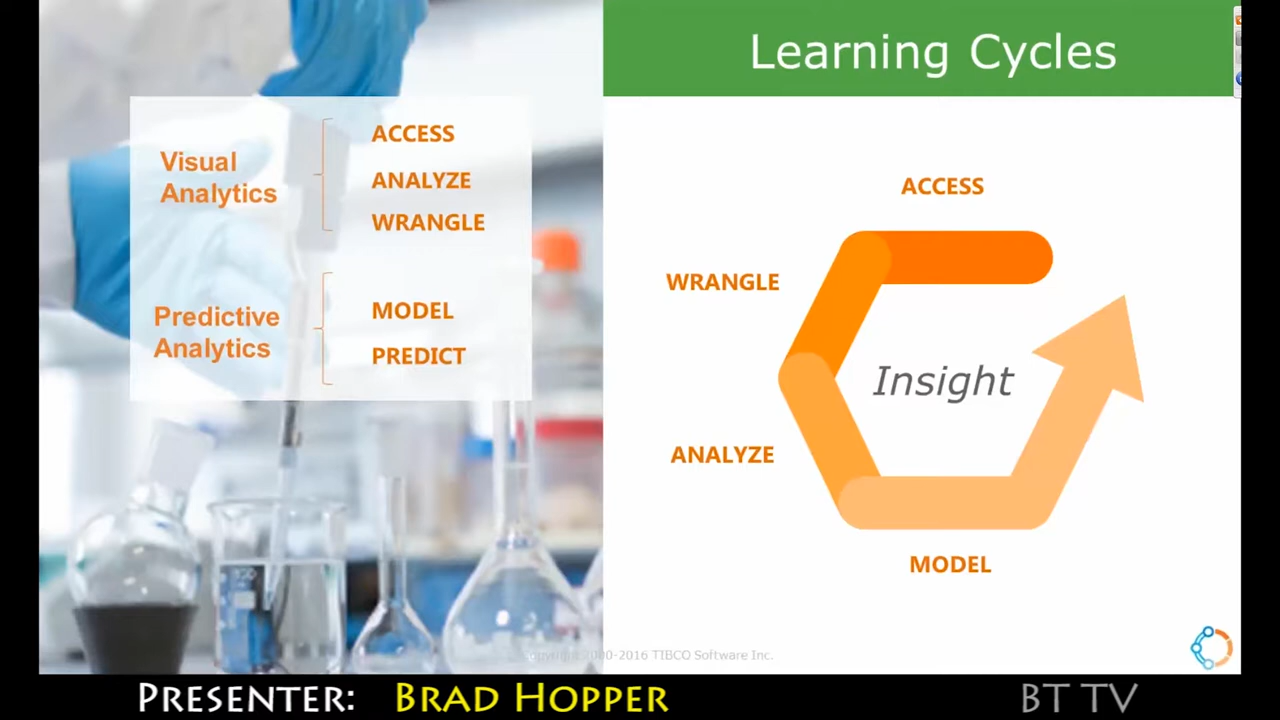 Learning Cycles
Visual
Analytics
ACCESS
ANALYZE
WRANGLE
Predictive
Analytics
MODEL
PREDICT
ACCESS
WRANGLE
Insight
ANALYZE
MODEL
2000-2016 TIBCO Software Inc.
PRESENTER: BRAD HOPPER
BT TV